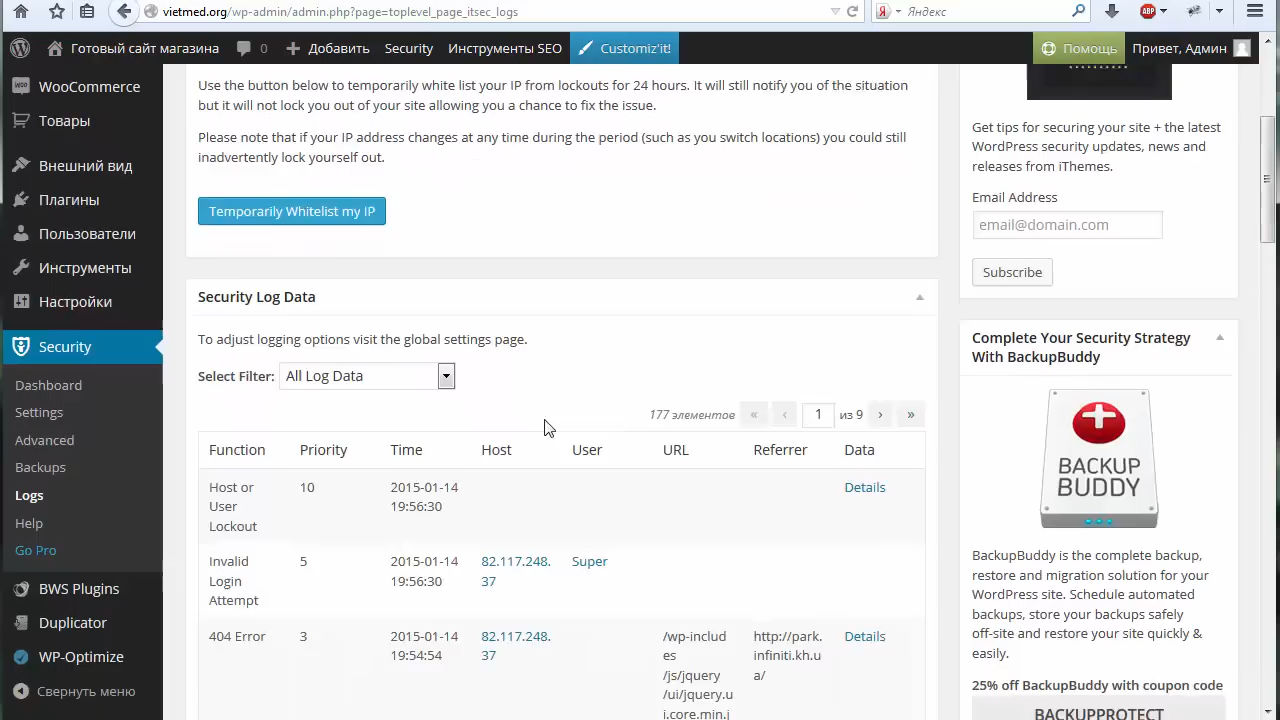 vietmed.org/wp-admin/admin.php?page=toplevel_page_itsec_logs
Яндекс
ABP
Готовый сайт магазина
0
Добавить
Security
Инструменты SEO
Customiz'it!
Помощь
Привет, Админ
WooCommerce
Товары
Внешний вид
Плагины
Пользователи
Инструменты
Настройки
Security
Dashboard
Settings
Advanced
Backups
Logs
Help
Go Pro
BWS Plugins
Duplicator
WP-Optimize
Свернуть меню
Use the button below to temporarily white list your IP from lockouts for 24 hours. It will still notify you of the situation
but it will not lock you out of your site allowing you a chance to fix the issue.
Please note that if your IP address changes at any time during the period (such as you switch locations) you could still
inadvertently lock yourself out.
Temporarily Whitelist my IP
Security Log Data
To adjust logging options visit the global settings page.
Select Filter: All Log Data
177 элементов « ‹ 1 из 9 › »
Function Priority Time Host User URL Referrer Data
Host or
User
Lockout
10
2015-01-14
19:56:30
Details
Invalid
Login
Attempt
5
2015-01-14
19:56:30
82.117.248.
37
Super
404 Error
3
2015-01-14
19:54:54
82.117.248.
37
/wp-includ
es
/js/jquery
/ui/jquery.u
i.core.min.j
http://park.
infiniti.kh.u
a/
Details
Get tips for securing your site + the latest
WordPress security updates, news and
releases from iThemes.
Email Address
email@domain.com
Subscribe
Complete Your Security Strategy
With BackupBuddy
BACKUP
BUDDY
BackupBuddy is the complete backup,
restore and migration solution for your
WordPress site. Schedule automated
backups, store your backups safely
off-site and restore your site quickly &
easily.
25% off BackupBuddy with coupon code
BACKUPPROTECT